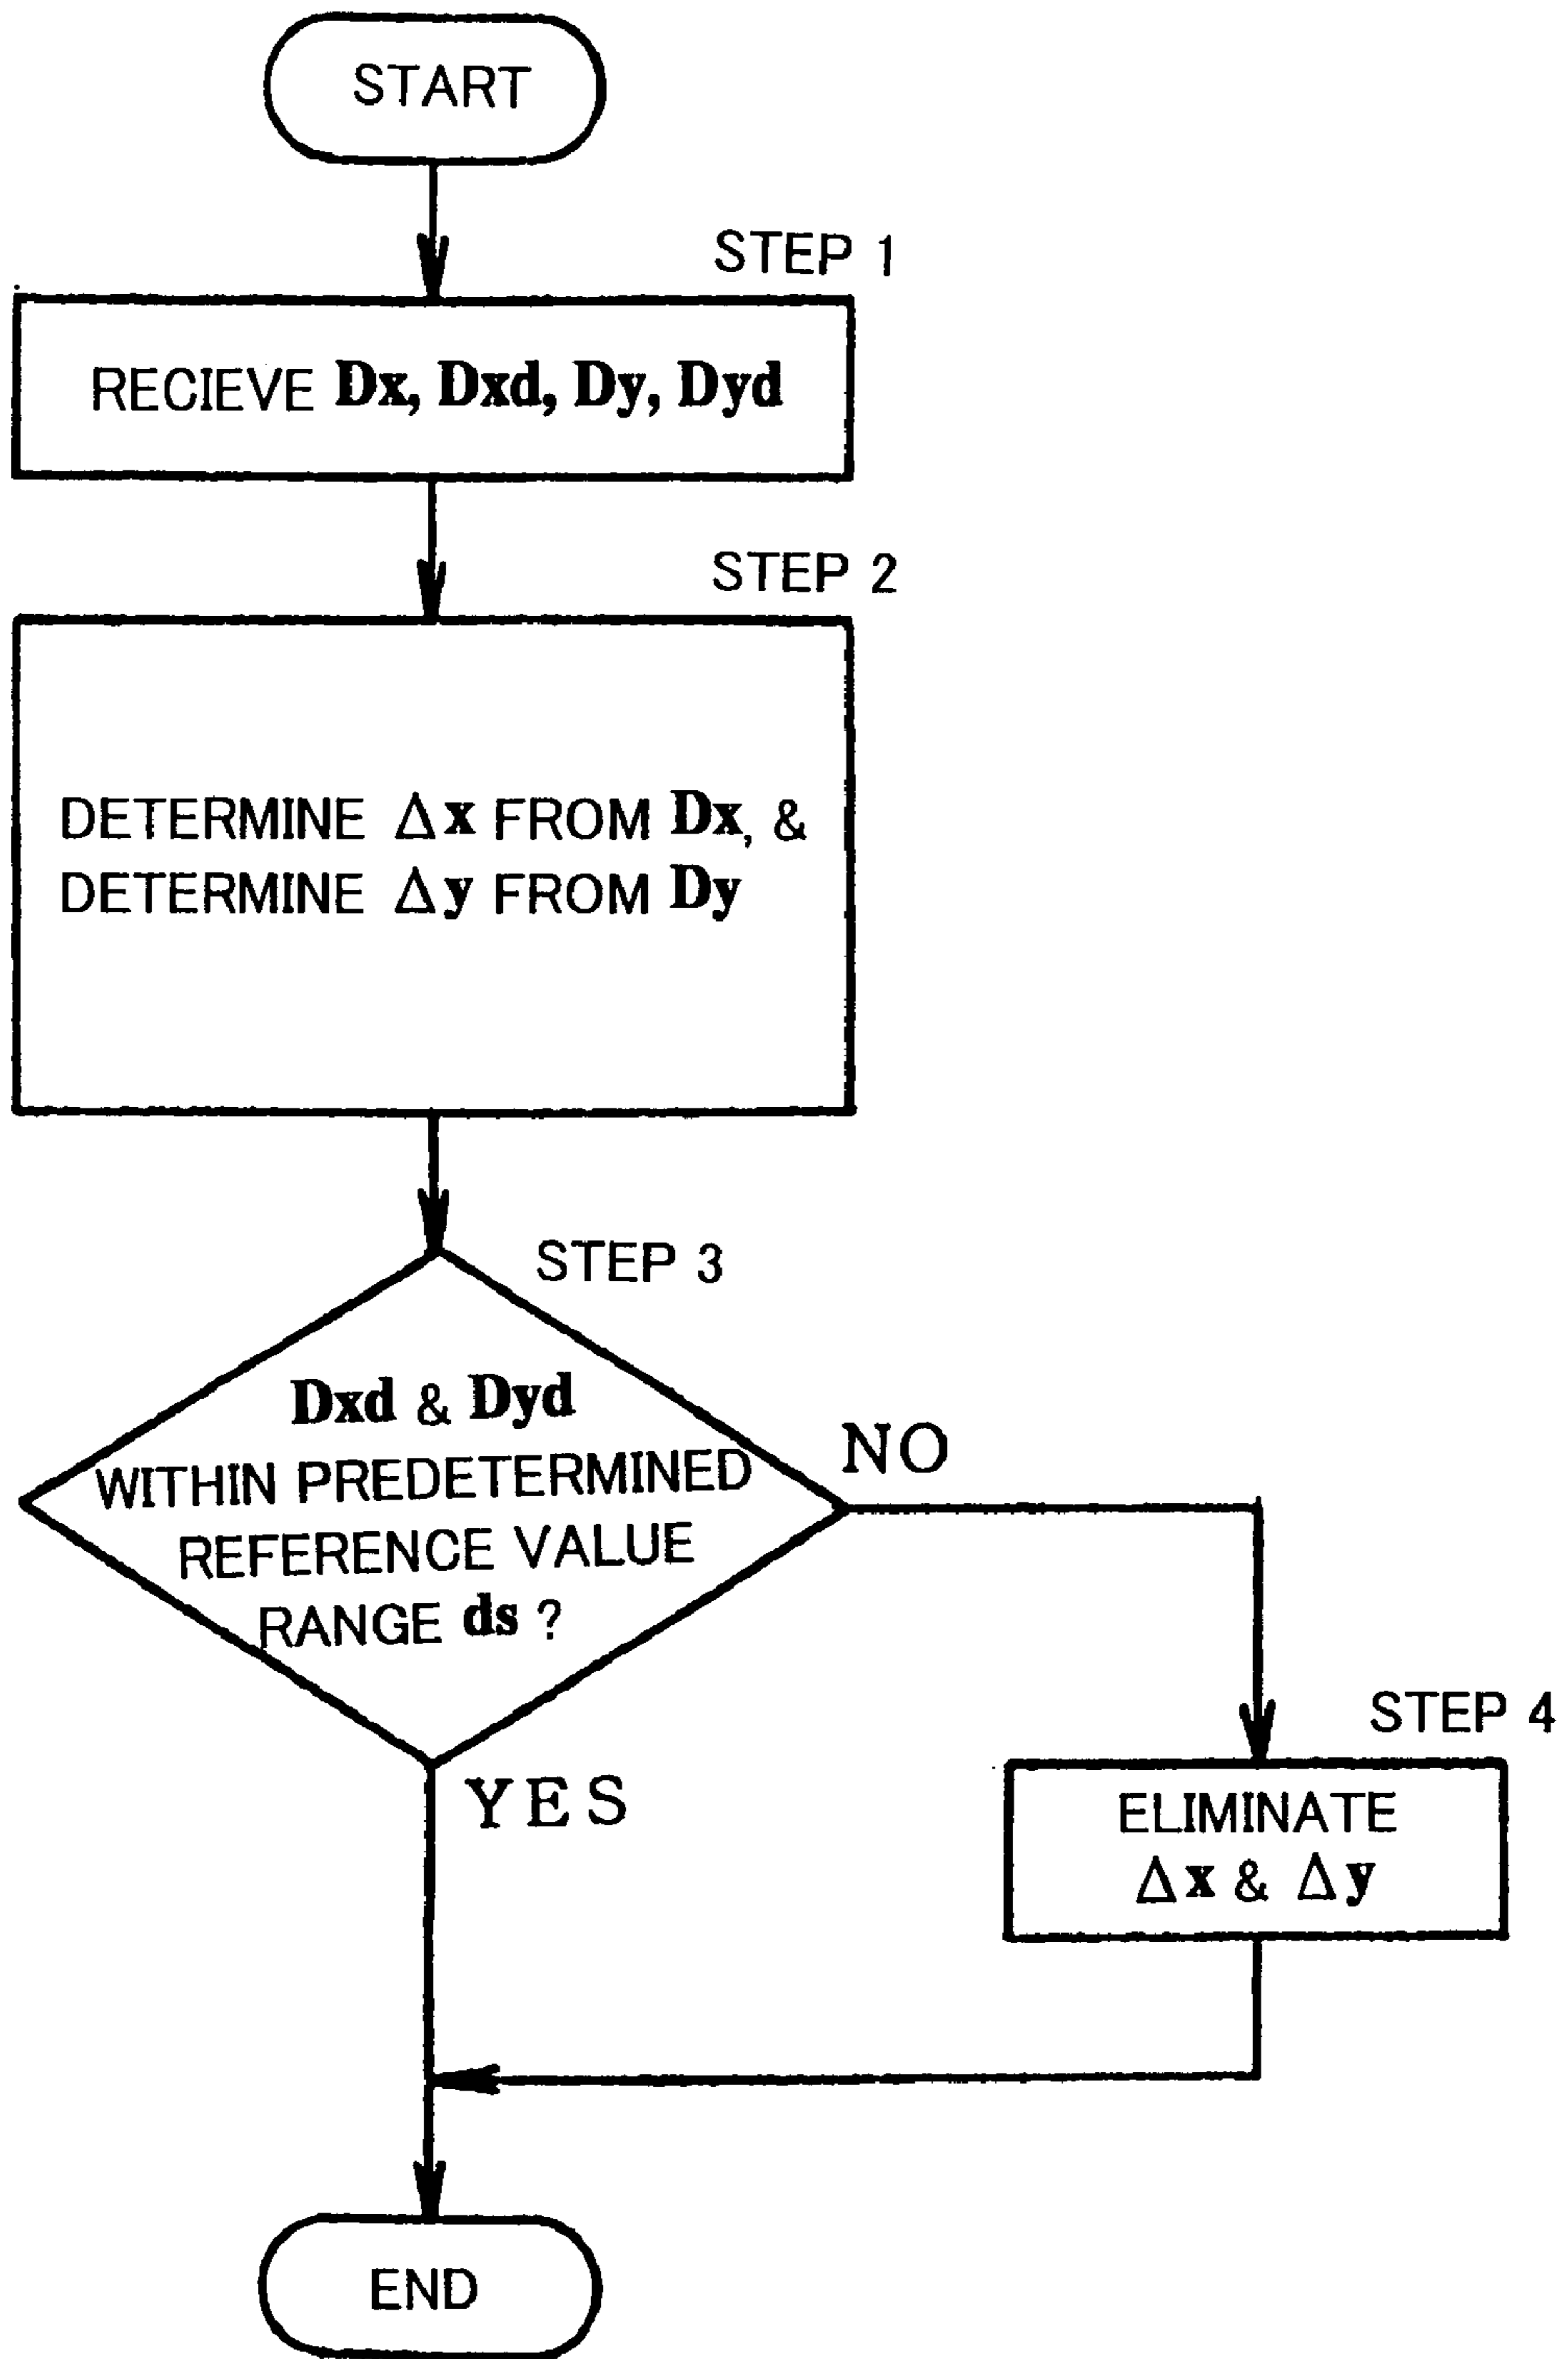 START
STEP 1
RECIEVE Dx, Dxd, Dy, Dyd
STEP 2
DETERMINE Δx FROM Dx, &
DETERMINE Δy FROM Dy
STEP 3
Dxd & Dyd
WITHIN PREDETERMINED
REFERENCE VALUE
RANGE ds ?
NO
YES
STEP 4
ELIMINATE
Δx & Δy
END